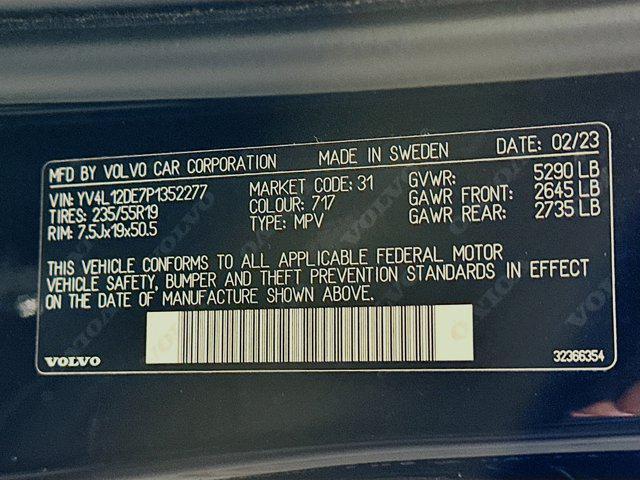 MFD BY VOLVO CAR CORPORATION MADE IN SWEDEN DATE: 02/23
VIN: YV4L12DE7P1352277 MARKET CODE: 31 GVWR: 5290 LB
TIRES: 235/55R19 COLOUR: 717 GAWR FRONT: 2645 LB
RIM: 7.5Jx19x50.5 TYPE: MPV GAWR REAR: 2735 LB
THIS VEHICLE CONFORMS TO ALL APPLICABLE FEDERAL MOTOR
VEHICLE SAFETY, BUMPER AND THEFT PREVENTION STANDARDS IN EFFECT
ON THE DATE OF MANUFACTURE SHOWN ABOVE.
VOLVO 32366354